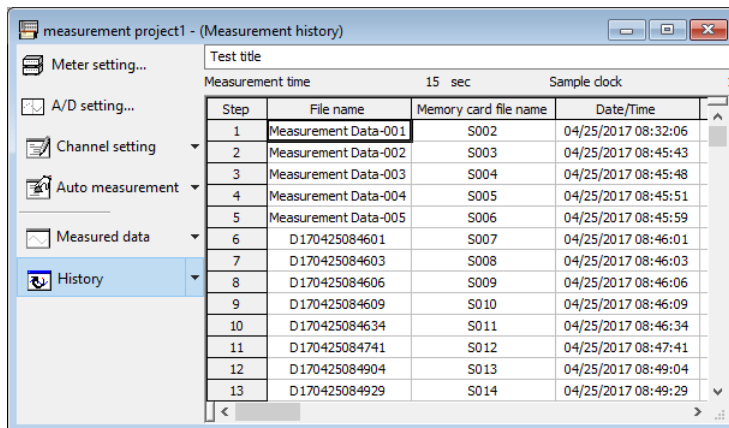 measurement project1 - (Measurement history)
Meter setting...
A/D setting...
Channel setting
Auto measurement
Measured data
History
Test title
Measurement time 15 sec Sample clock
Step File name Memory card file name Date/Time
1 Measurement Data-001 S002 04/25/2017 08:32:06
2 Measurement Data-002 S003 04/25/2017 08:45:43
3 Measurement Data-003 S004 04/25/2017 08:45:48
4 Measurement Data-004 S005 04/25/2017 08:45:51
5 Measurement Data-005 S006 04/25/2017 08:45:59
6 D170425084601 S007 04/25/2017 08:46:01
7 D170425084603 S008 04/25/2017 08:46:03
8 D170425084606 S009 04/25/2017 08:46:06
9 D170425084609 S010 04/25/2017 08:46:09
10 D170425084634 S011 04/25/2017 08:46:34
11 D170425084741 S012 04/25/2017 08:47:41
12 D170425084904 S013 04/25/2017 08:49:04
13 D170425084929 S014 04/25/2017 08:49:29